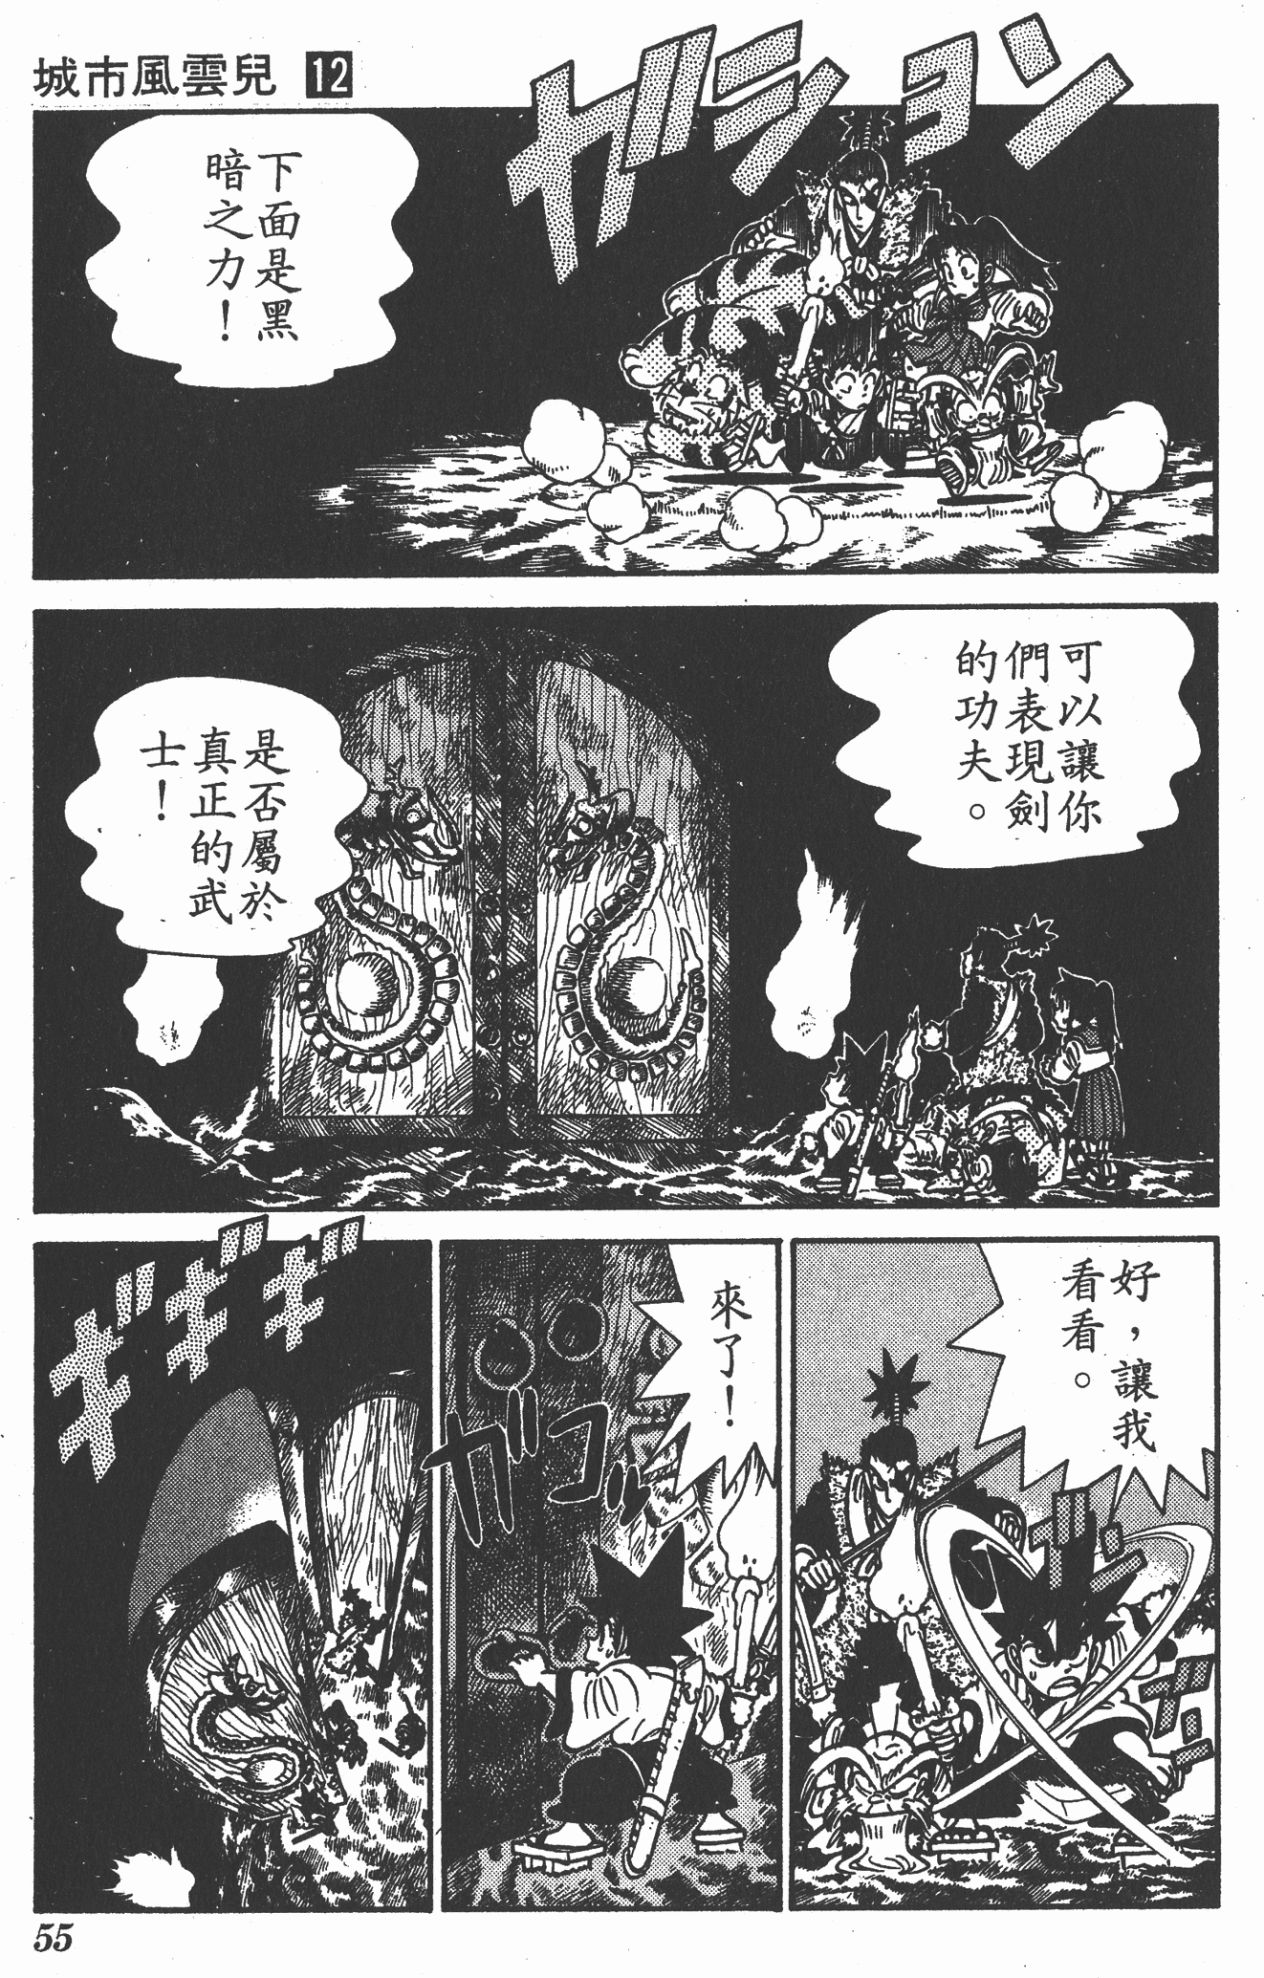 城市風雲兒 12
ガション
下面是黑
暗之力！
可以讓你
們表現劍
的功夫。
是否屬於
真正的武
士！
好，讓我
看看。
來了！
ガコッ
ギギギ
55